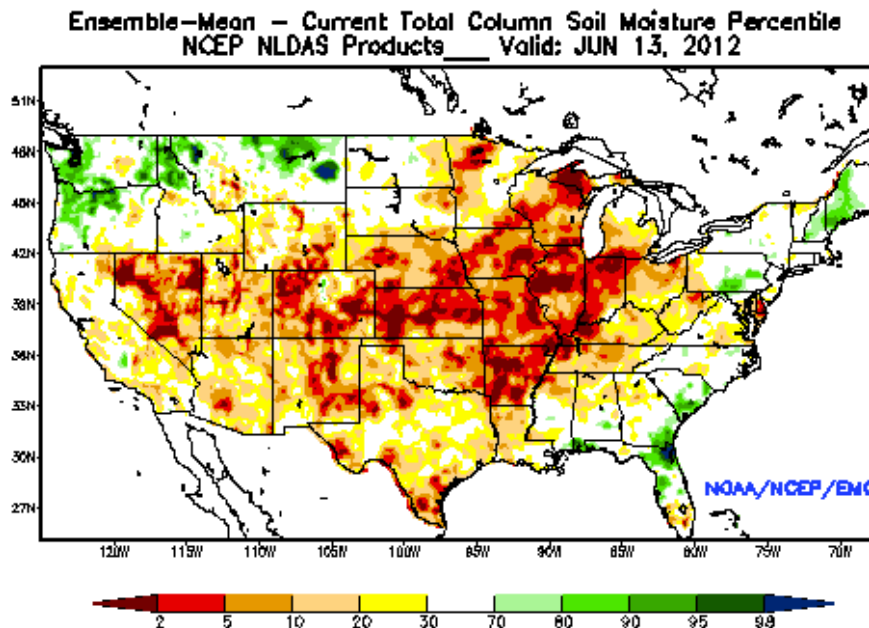 Ensemble-Mean - Current Total Column Soil Moisture Percentile
NCEP NLDAS Products___ Valid: JUN 13, 2012
51N
48N
45N
42N
39N
36N
33N
30N
27N
NOAA/NCEP/EMC
120W 115W 110W 105W 100W 95W 90W 85W 80W 75W 70W
2 5 10 20 30 70 80 90 95 98